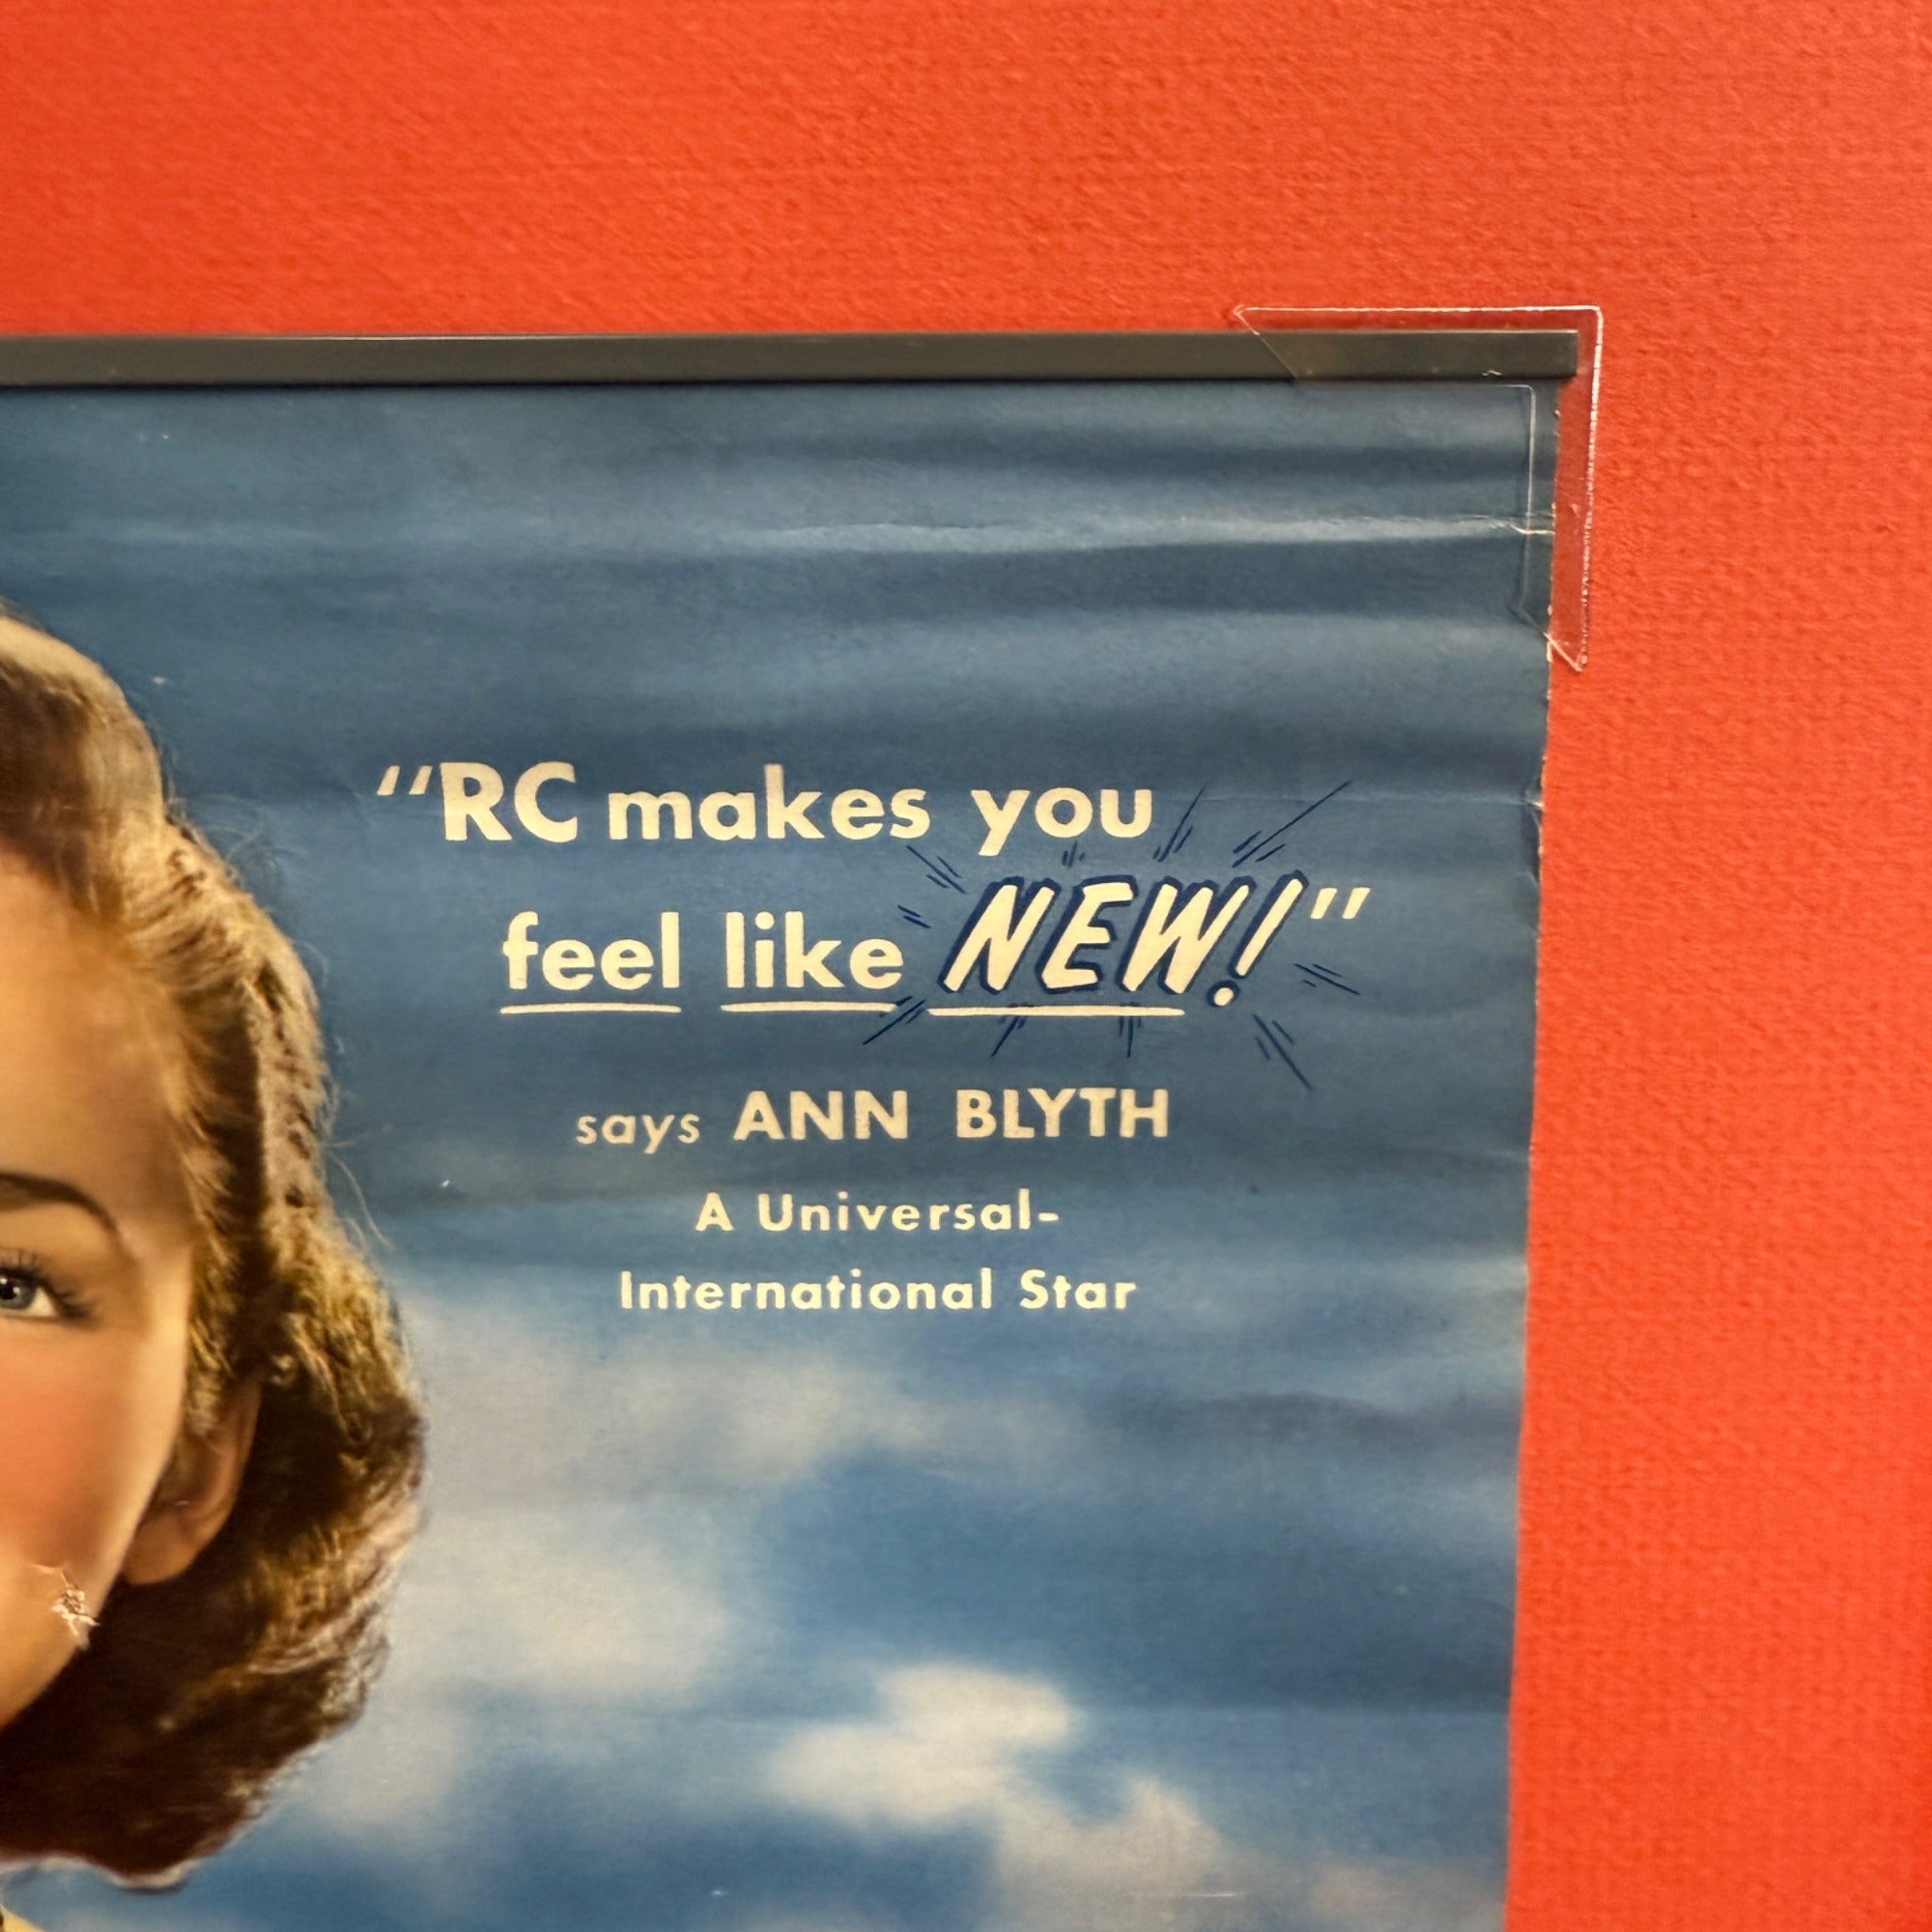 “RC makes you
feel like NEW!”
says ANN BLYTH
A Universal-
International Star